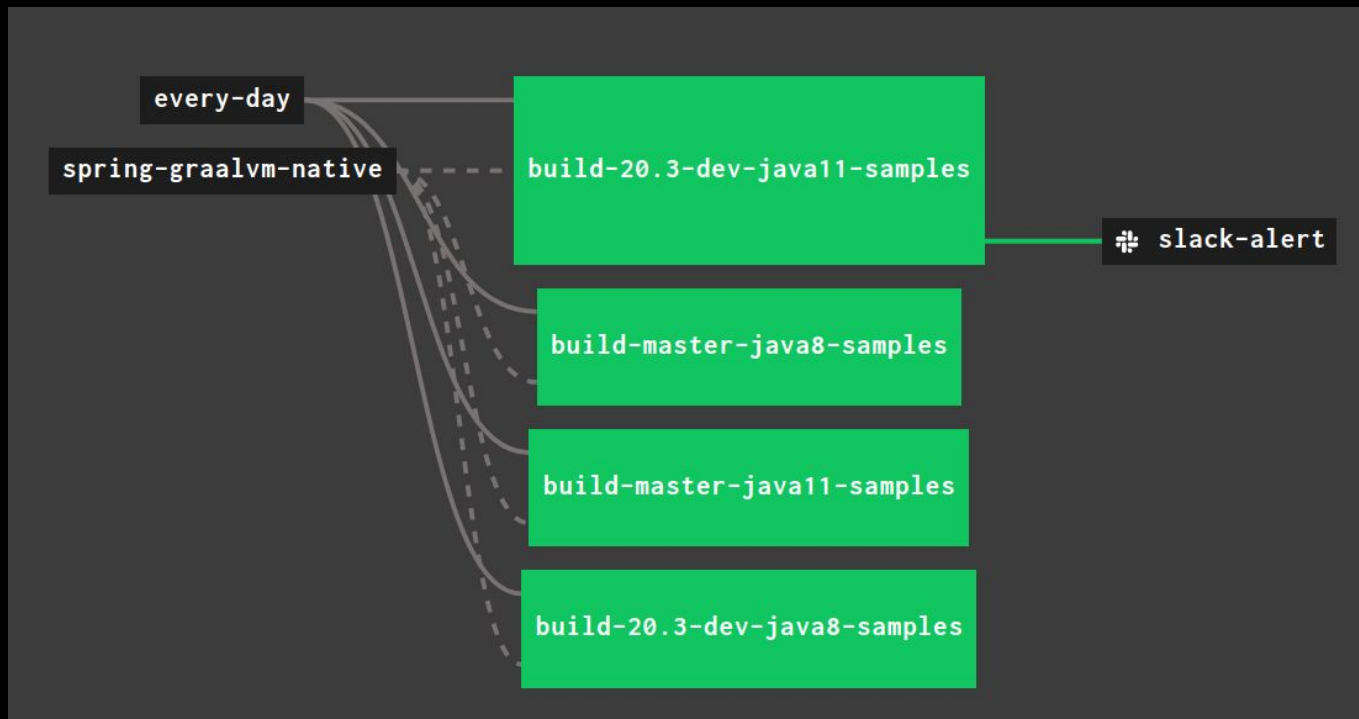 every-day
spring-graalvm-native
build-20.3-dev-java11-samples
slack-alert
build-master-java8-samples
build-master-java11-samples
build-20.3-dev-java8-samples